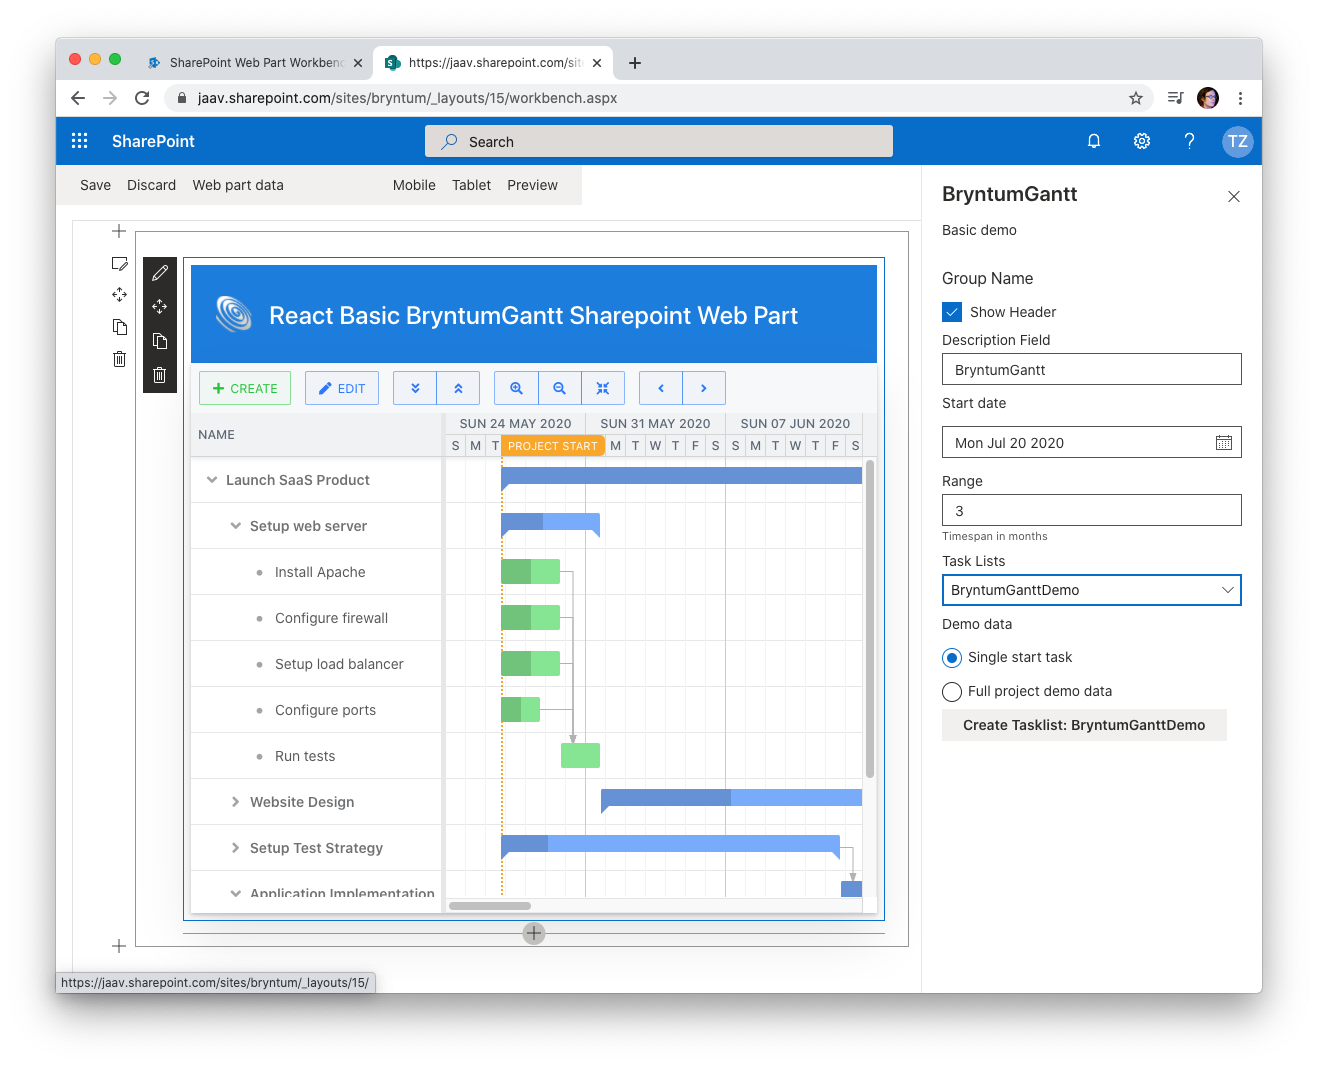 SharePoint Web Part Workben
https://jaav.sharepoint.com/sit
jaav.sharepoint.com/sites/bryntum/_layouts/15/workbench.aspx
SharePoint
Search
TZ
Save Discard Web part data Mobile Tablet Preview
React Basic BryntumGantt Sharepoint Web Part
CREATE EDIT
NAME
SUN 24 MAY 2020 SUN 31 MAY 2020 SUN 07 JUN 2020
S M T PROJECT START M T W T F S S M T W T F S
Launch SaaS Product
Setup web server
Install Apache
Configure firewall
Setup load balancer
Configure ports
Run tests
Website Design
Setup Test Strategy
Application Implementation
https://jaav.sharepoint.com/sites/bryntum/_layouts/15/
BryntumGantt
Basic demo
Group Name
Show Header
Description Field
BryntumGantt
Start date
Mon Jul 20 2020
Range
3
Timespan in months
Task Lists
BryntumGanttDemo
Demo data
Single start task
Full project demo data
Create Tasklist: BryntumGanttDemo